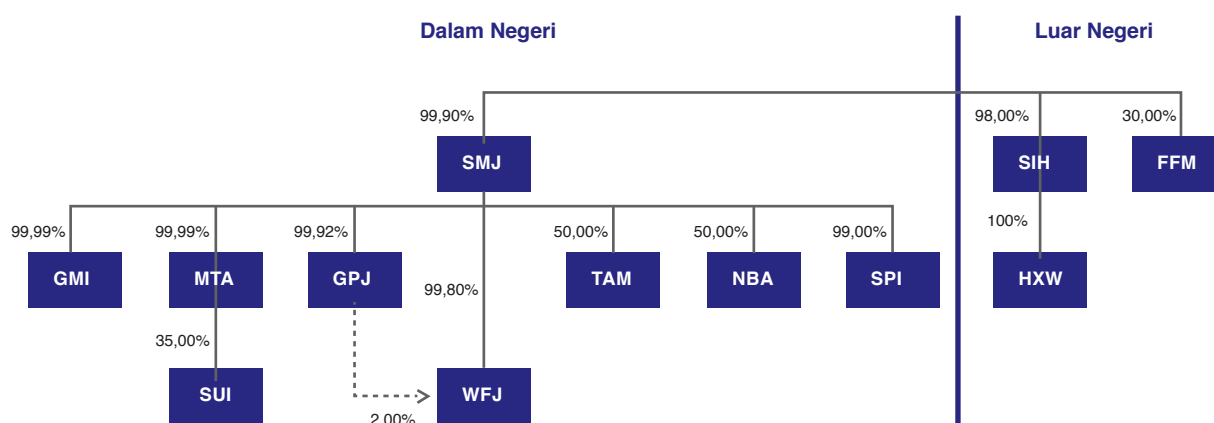 Dalam Negeri
Luar Negeri
99,90%
98,00%
30,00%
SMJ
SIH
FFM
99,99%
99,99%
99,92%
50,00%
50,00%
99,00%
100%
GMI
MTA
GPJ
99,80%
TAM
NBA
SPI
HXW
35,00%
SUI
WFJ
2,00%